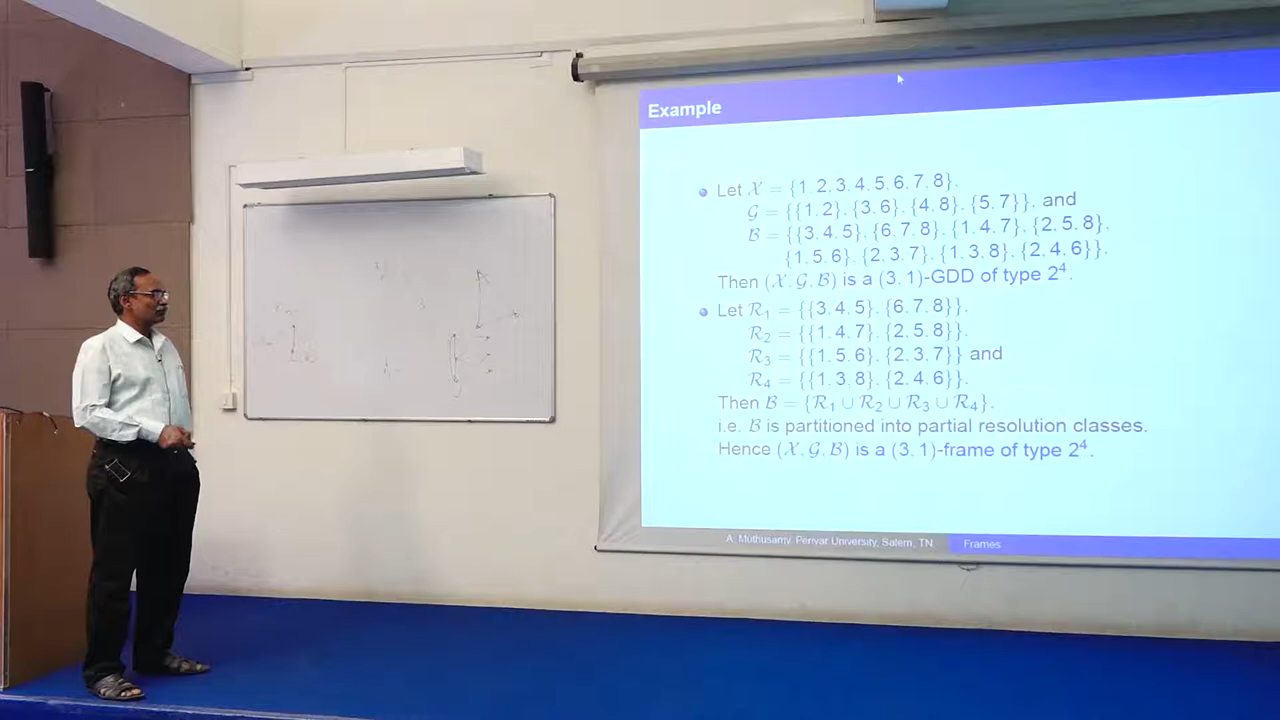 Example
Let 𝒳 = {1, 2, 3, 4, 5, 6, 7, 8},
𝒢 = {{1, 2}, {3, 6}, {4, 8}, {5, 7}}, and
ℬ = {{3, 4, 5}, {6, 7, 8}, {1, 4, 7}, {2, 5, 8},
{1, 5, 6}, {2, 3, 7}, {1, 3, 8}, {2, 4, 6}}.
Then (𝒳, 𝒢, ℬ) is a (3, 1)-GDD of type 2⁴.
Let ℛ₁ = {{3, 4, 5}, {6, 7, 8}},
ℛ₂ = {{1, 4, 7}, {2, 5, 8}},
ℛ₃ = {{1, 5, 6}, {2, 3, 7}} and
ℛ₄ = {{1, 3, 8}, {2, 4, 6}}.
Then ℬ = {ℛ₁ ∪ ℛ₂ ∪ ℛ₃ ∪ ℛ₄}.
i.e. ℬ is partitioned into partial resolution classes.
Hence (𝒳, 𝒢, ℬ) is a (3, 1)-frame of type 2⁴.
A. Muthusamy, Periyar University, Salem, TN. Frames